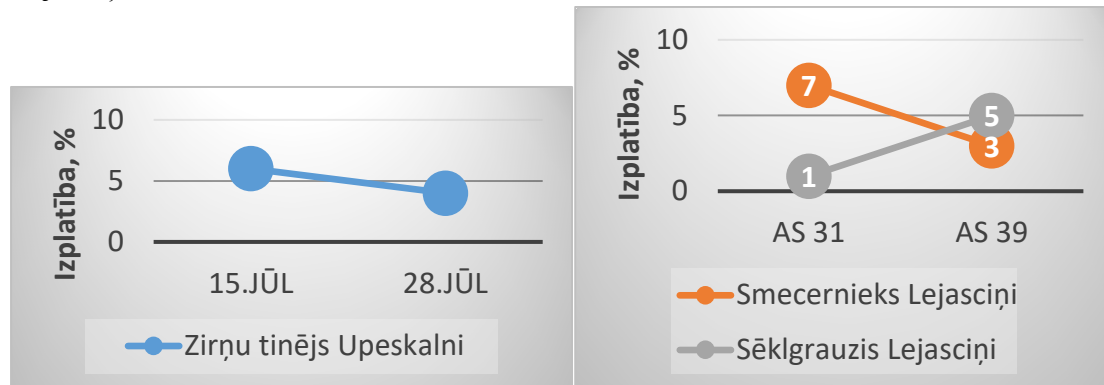 Izplatība, %
10
5
0
15.JŪL 28.JŪL
Zirņu tinējs Upeskalni
Izplatība, %
10
5
0
7
5
3
1
AS 31 AS 39
Smecernieks Lejasciņi
Sēklgrauzis Lejasciņi